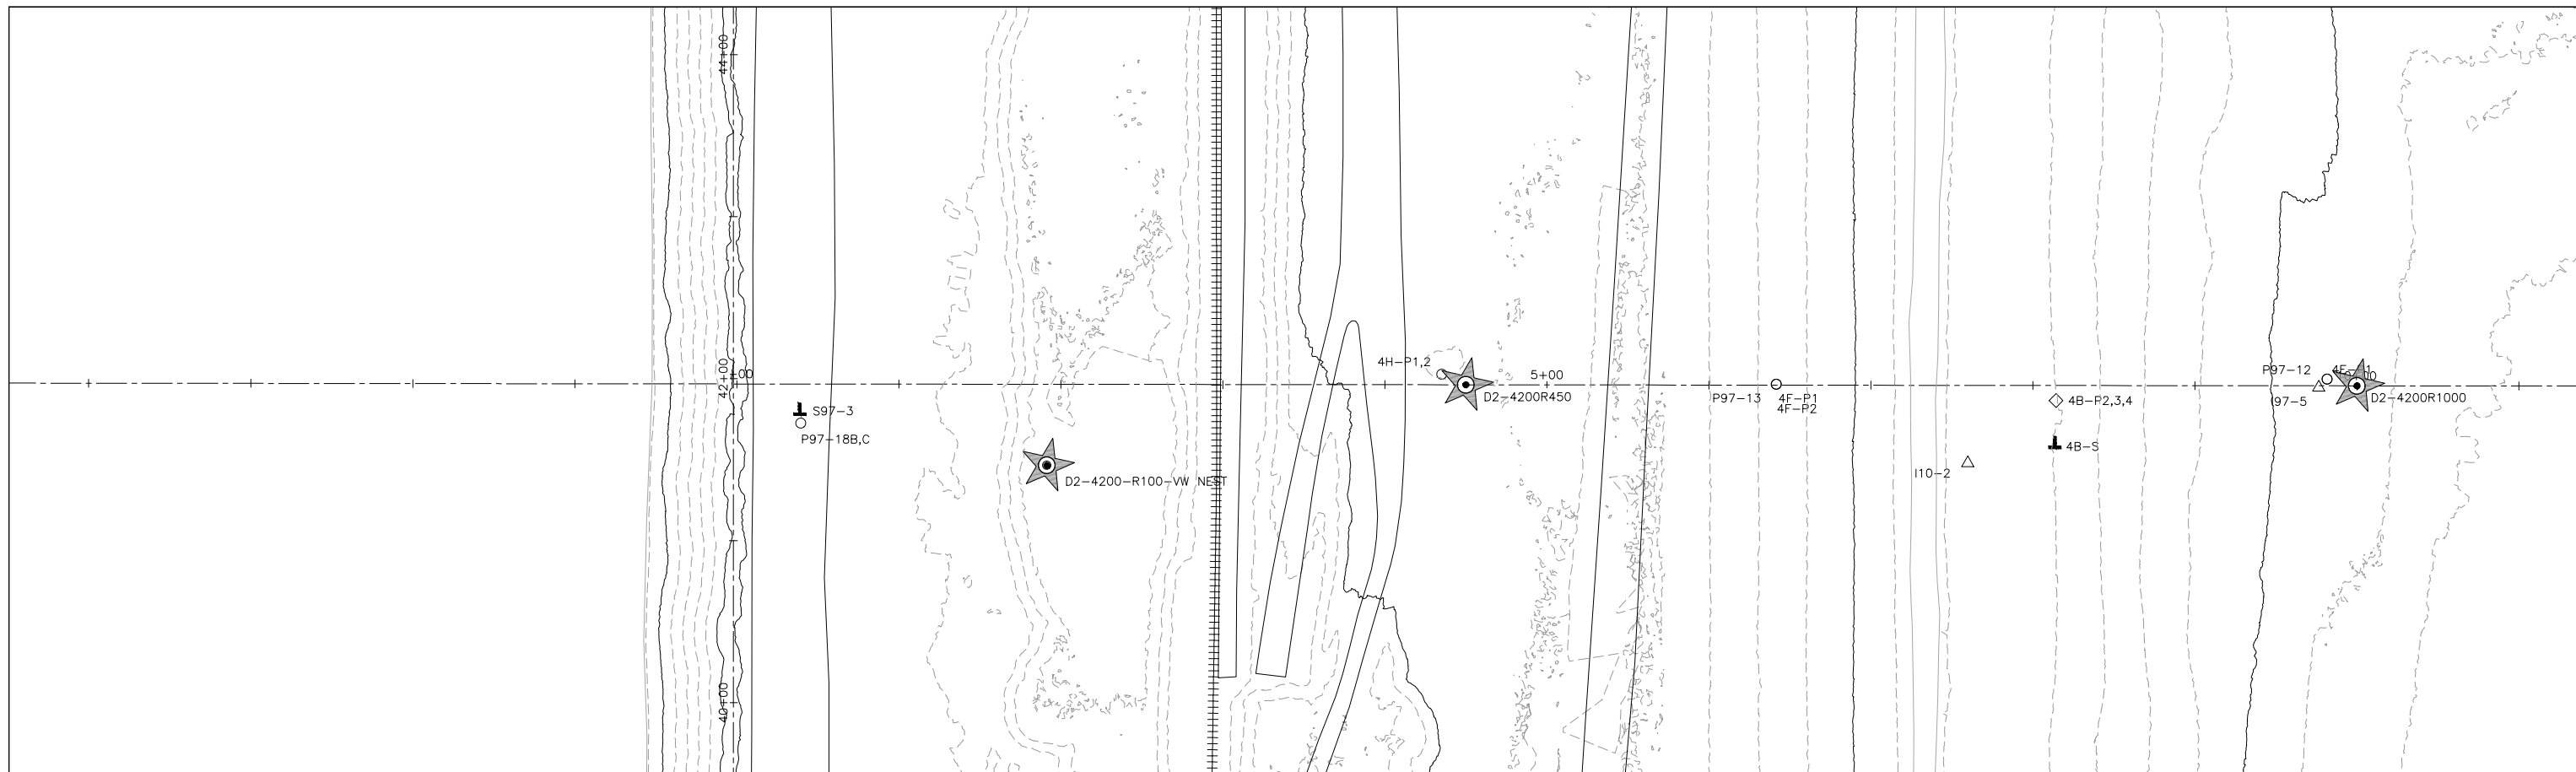 44+00
42+00
+00
40+00
S97-3
P97-18B,C
D2-4200-R100-VW NEST
4H-P1,2
5+00
D2-4200R450
P97-13
4F-P1
4F-P2
I10-2
4B-P2,3,4
4B-S
P97-12
I97-5
D2-4200R1000